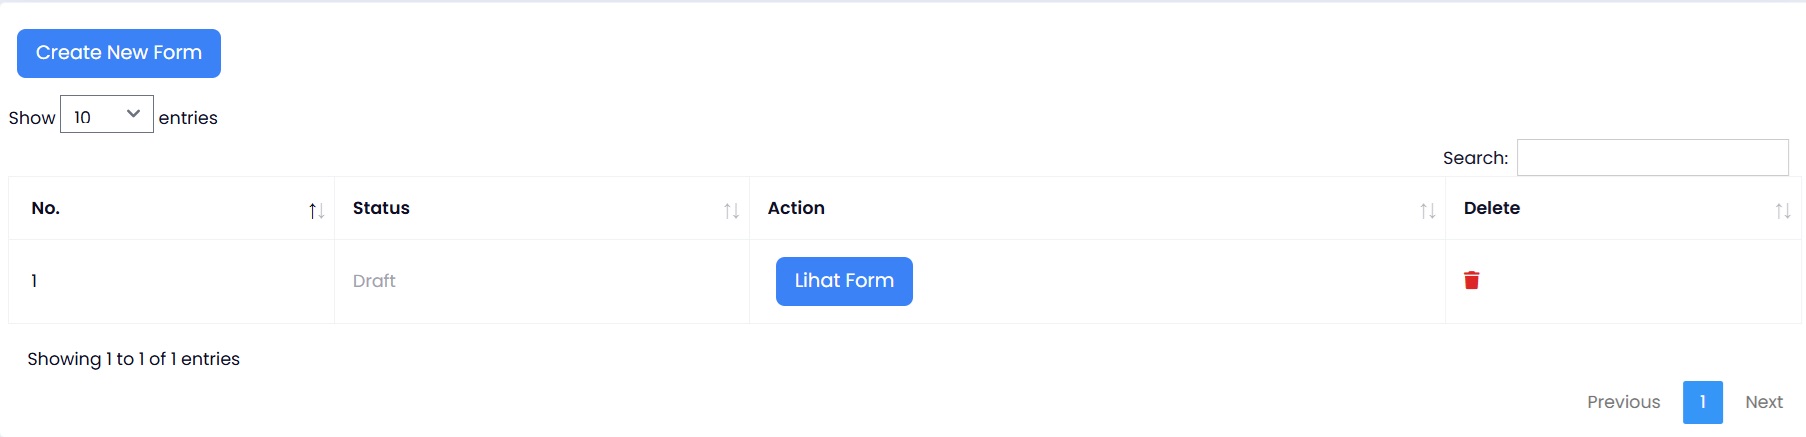 Create New Form
Show 10 entries
Search:
No. Status Action Delete
1 Draft Lihat Form
Showing 1 to 1 of 1 entries
Previous 1 Next